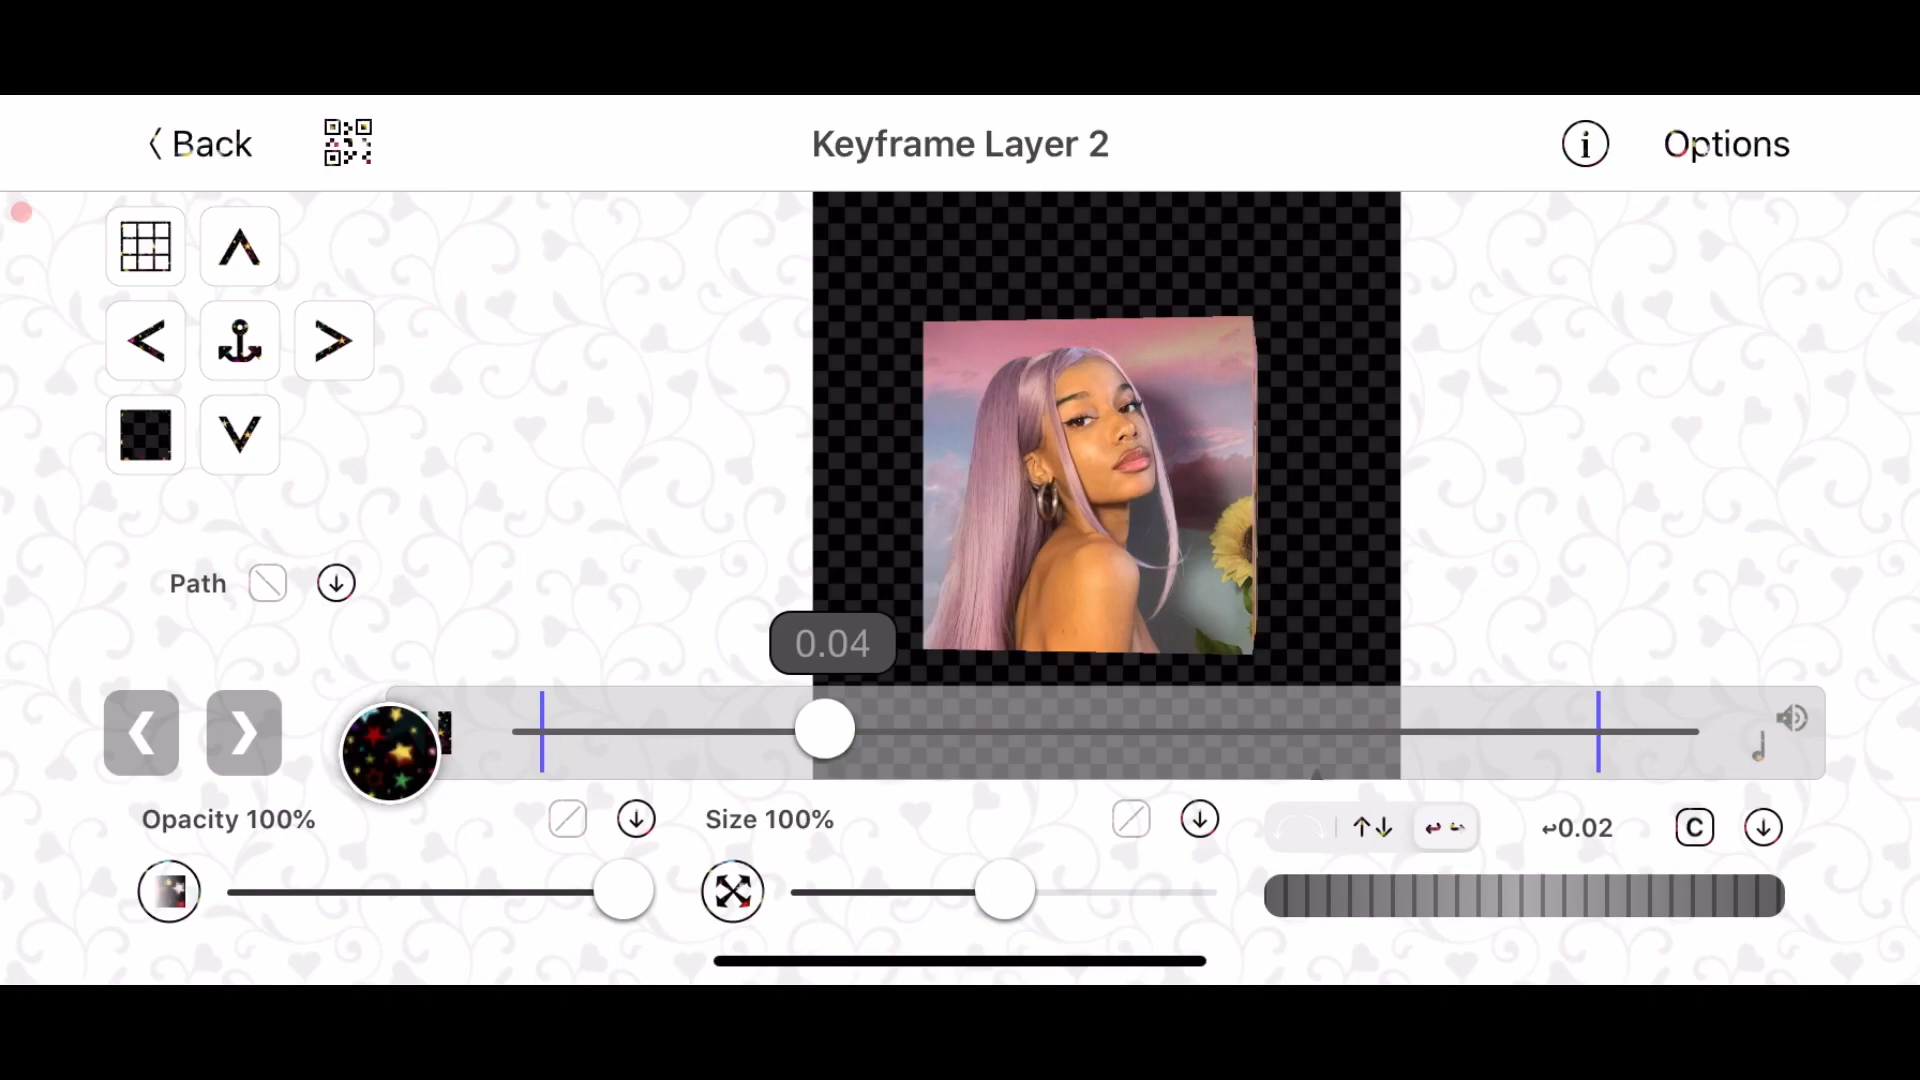 Back
Keyframe Layer 2
i
Options
Path
0.04
Opacity 100%
Size 100%
↩0.02
C